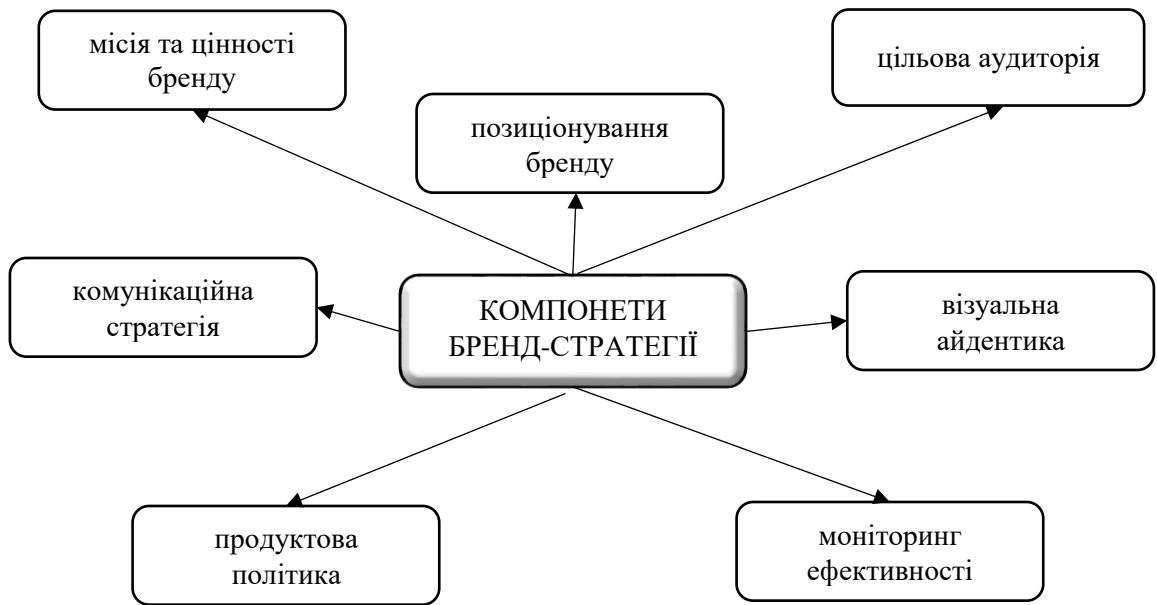 місія та цінності
бренду
цільова аудиторія
позиціонування
бренду
комунікаційна
стратегія
КОМПОНЕТИ
БРЕНД-СТРАТЕГІЇ
візуальна
айдентика
продуктова
політика
моніторинг
ефективності